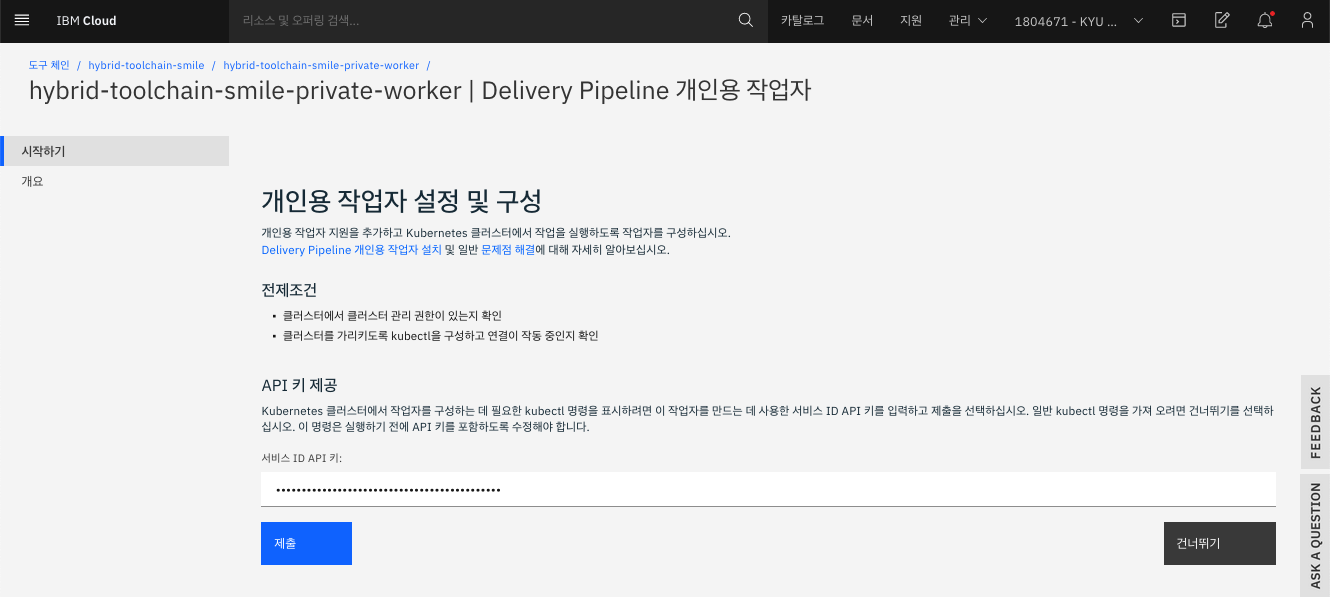 IBM Cloud
리소스 및 오퍼링 검색...
카탈로그
문서
지원
관리
1804671 - KYU ...
도구 체인 / hybrid-toolchain-smile / hybrid-toolchain-smile-private-worker /
hybrid-toolchain-smile-private-worker | Delivery Pipeline 개인용 작업자
시작하기
개요
개인용 작업자 설정 및 구성
개인용 작업자 지원을 추가하고 Kubernetes 클러스터에서 작업을 실행하도록 작업자를 구성하십시오.
Delivery Pipeline 개인용 작업자 설치 및 일반 문제점 해결에 대해 자세히 알아보십시오.
전제조건
• 클러스터에서 클러스터 관리 권한이 있는지 확인
• 클러스터를 가리키도록 kubectl을 구성하고 연결이 작동 중인지 확인
API 키 제공
Kubernetes 클러스터에서 작업자를 구성하는 데 필요한 kubectl 명령을 표시하려면 이 작업자를 만드는 데 사용한 서비스 ID API 키를 입력하고 제출을 선택하십시오. 일반 kubectl 명령을 가져 오려면 건너뛰기를 선택하
십시오. 이 명령은 실행하기 전에 API 키를 포함하도록 수정해야 합니다.
서비스 ID API 키:
제출
건너뛰기
FEEDBACK
ASK A QUESTION